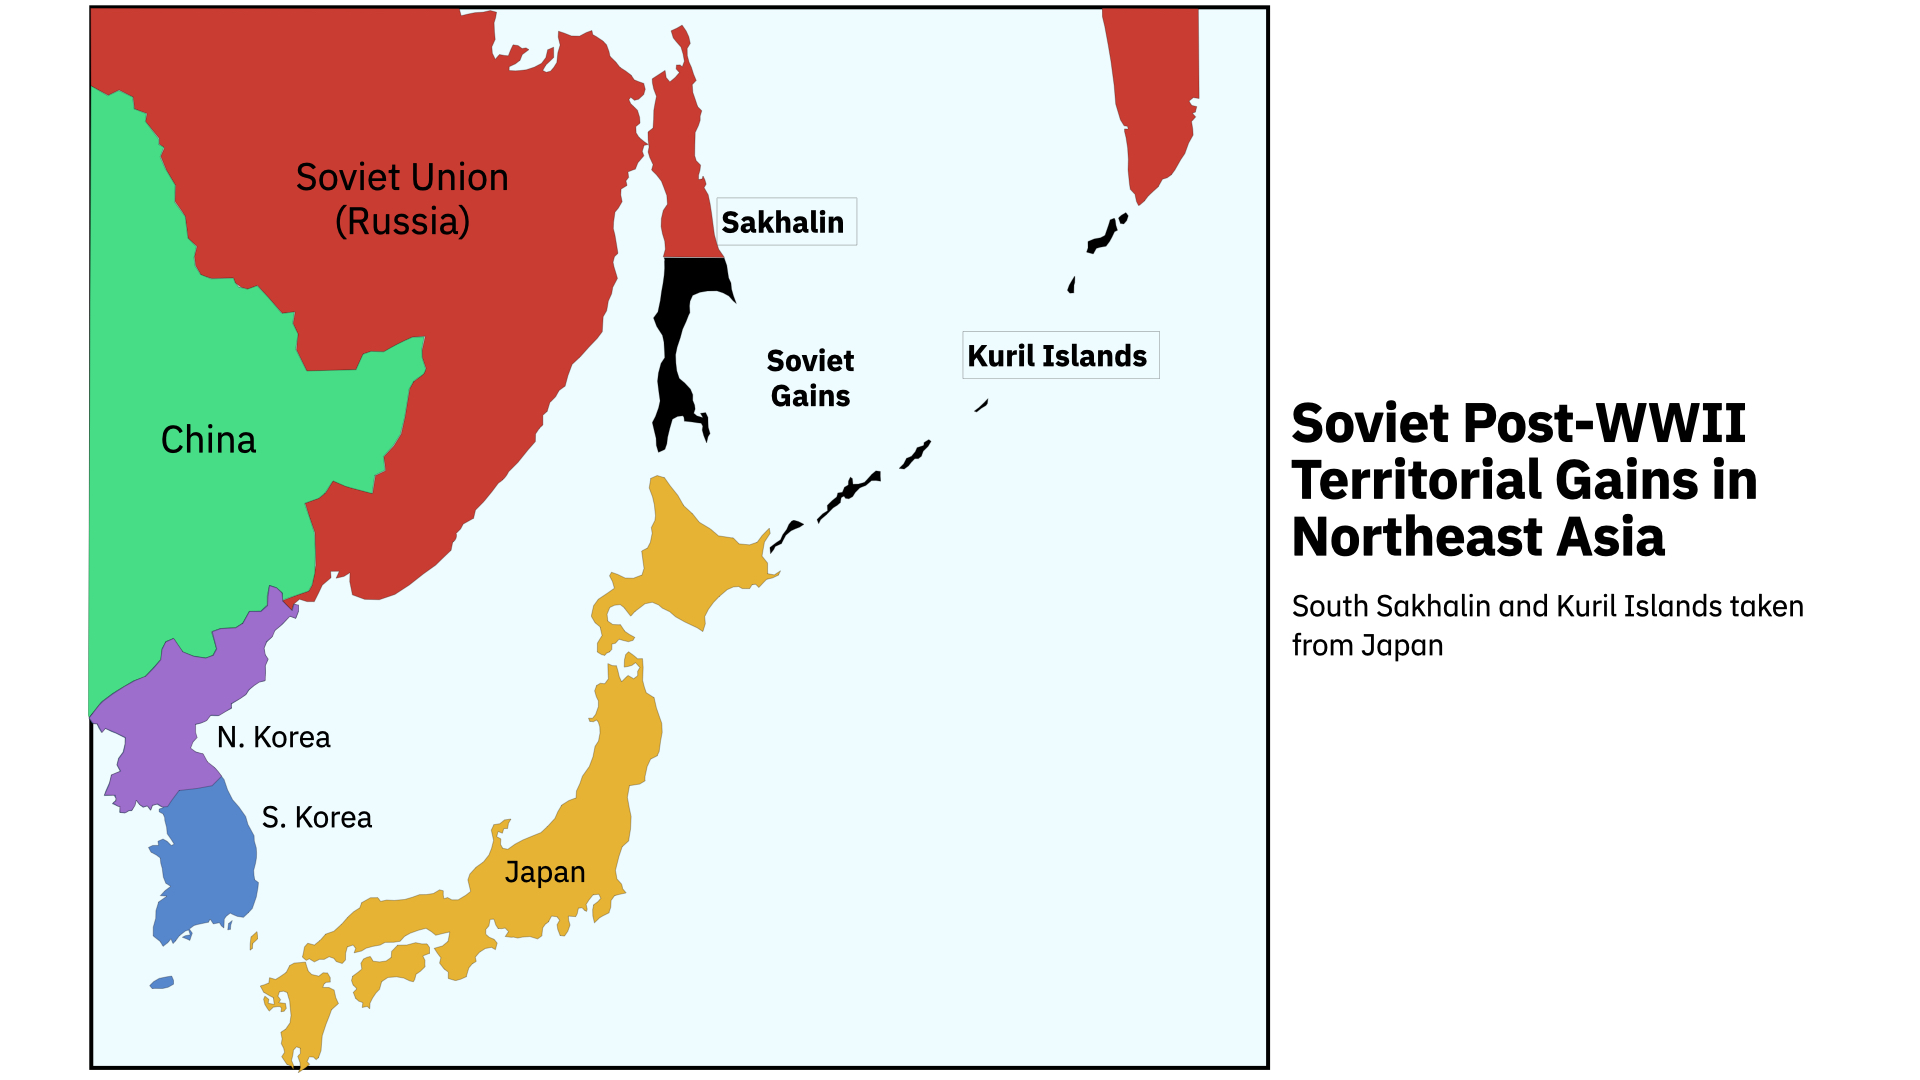 Soviet Union
(Russia)
Sakhalin
Soviet
Gains
Kuril Islands
China
N. Korea
S. Korea
Japan
Soviet Post-WWII
Territorial Gains in
Northeast Asia
South Sakhalin and Kuril Islands taken
from Japan